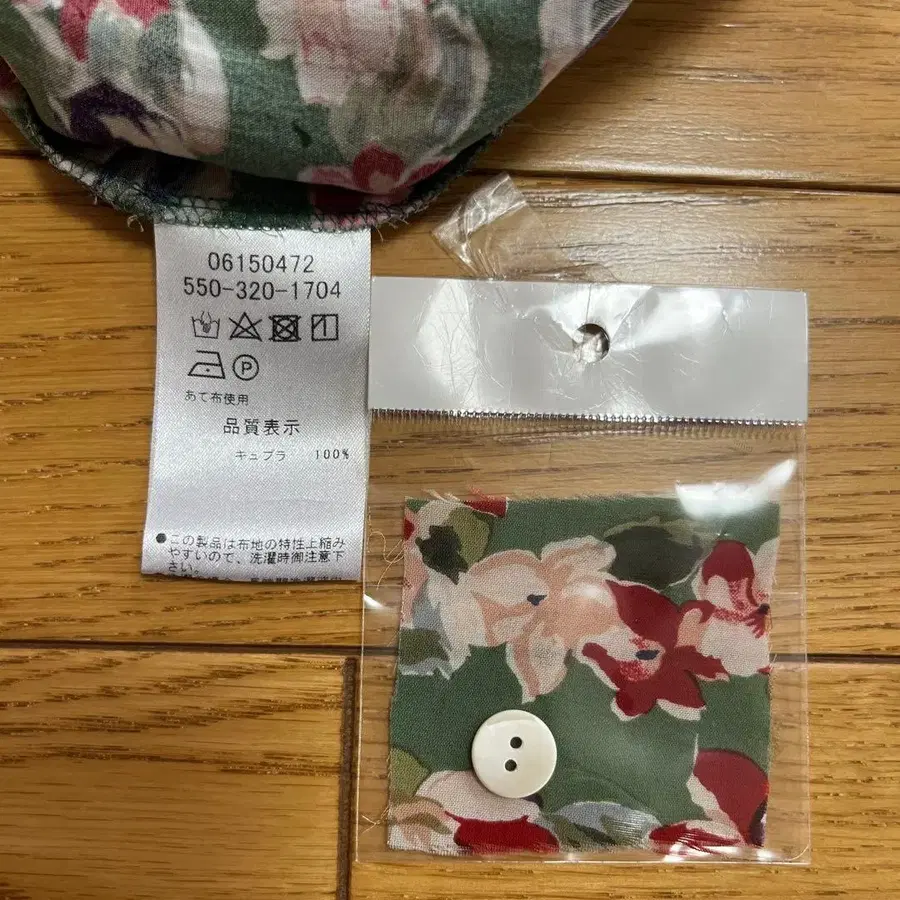 06150472
550-320-1704
P
あて布使用
品質表示
キュプラ 100%
●この製品は布地の特性上縮み
やすいので、洗濯時御注意下
さい。